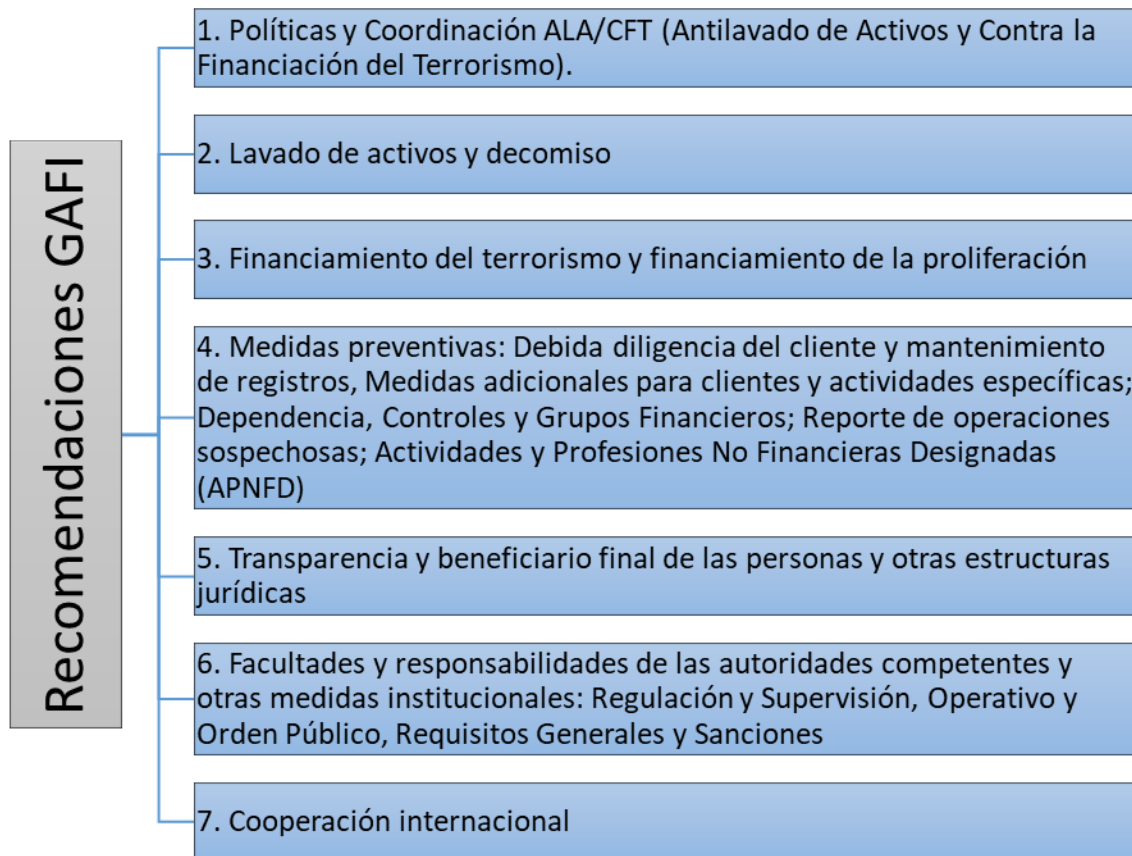 Recomendaciones GAFI
1. Políticas y Coordinación ALA/CFT (Antilavado de Activos y Contra la
Financiación del Terrorismo).
2. Lavado de activos y decomiso
3. Financiamiento del terrorismo y financiamiento de la proliferación
4. Medidas preventivas: Debida diligencia del cliente y mantenimiento
de registros, Medidas adicionales para clientes y actividades específicas;
Dependencia, Controles y Grupos Financieros; Reporte de operaciones
sospechosas; Actividades y Profesiones No Financieras Designadas
(APNFD)
5. Transparencia y beneficiario final de las personas y otras estructuras
jurídicas
6. Facultades y responsabilidades de las autoridades competentes y
otras medidas institucionales: Regulación y Supervisión, Operativo y
Orden Público, Requisitos Generales y Sanciones
7. Cooperación internacional